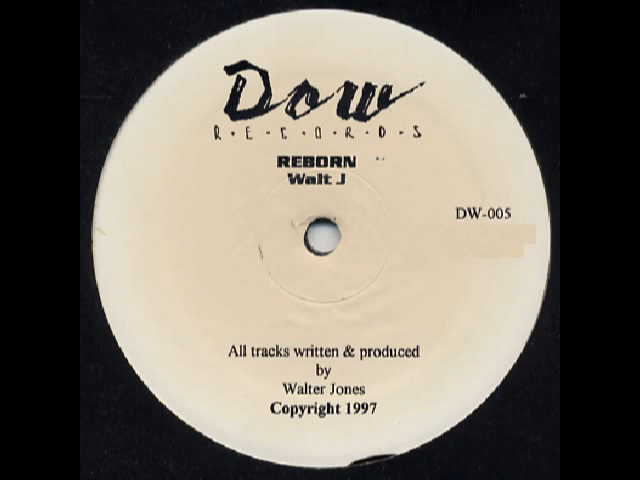 Dow
R·E·C·O·R·D·S
REBORN
Walt J
DW-005
All tracks written & produced
by
Walter Jones
Copyright 1997